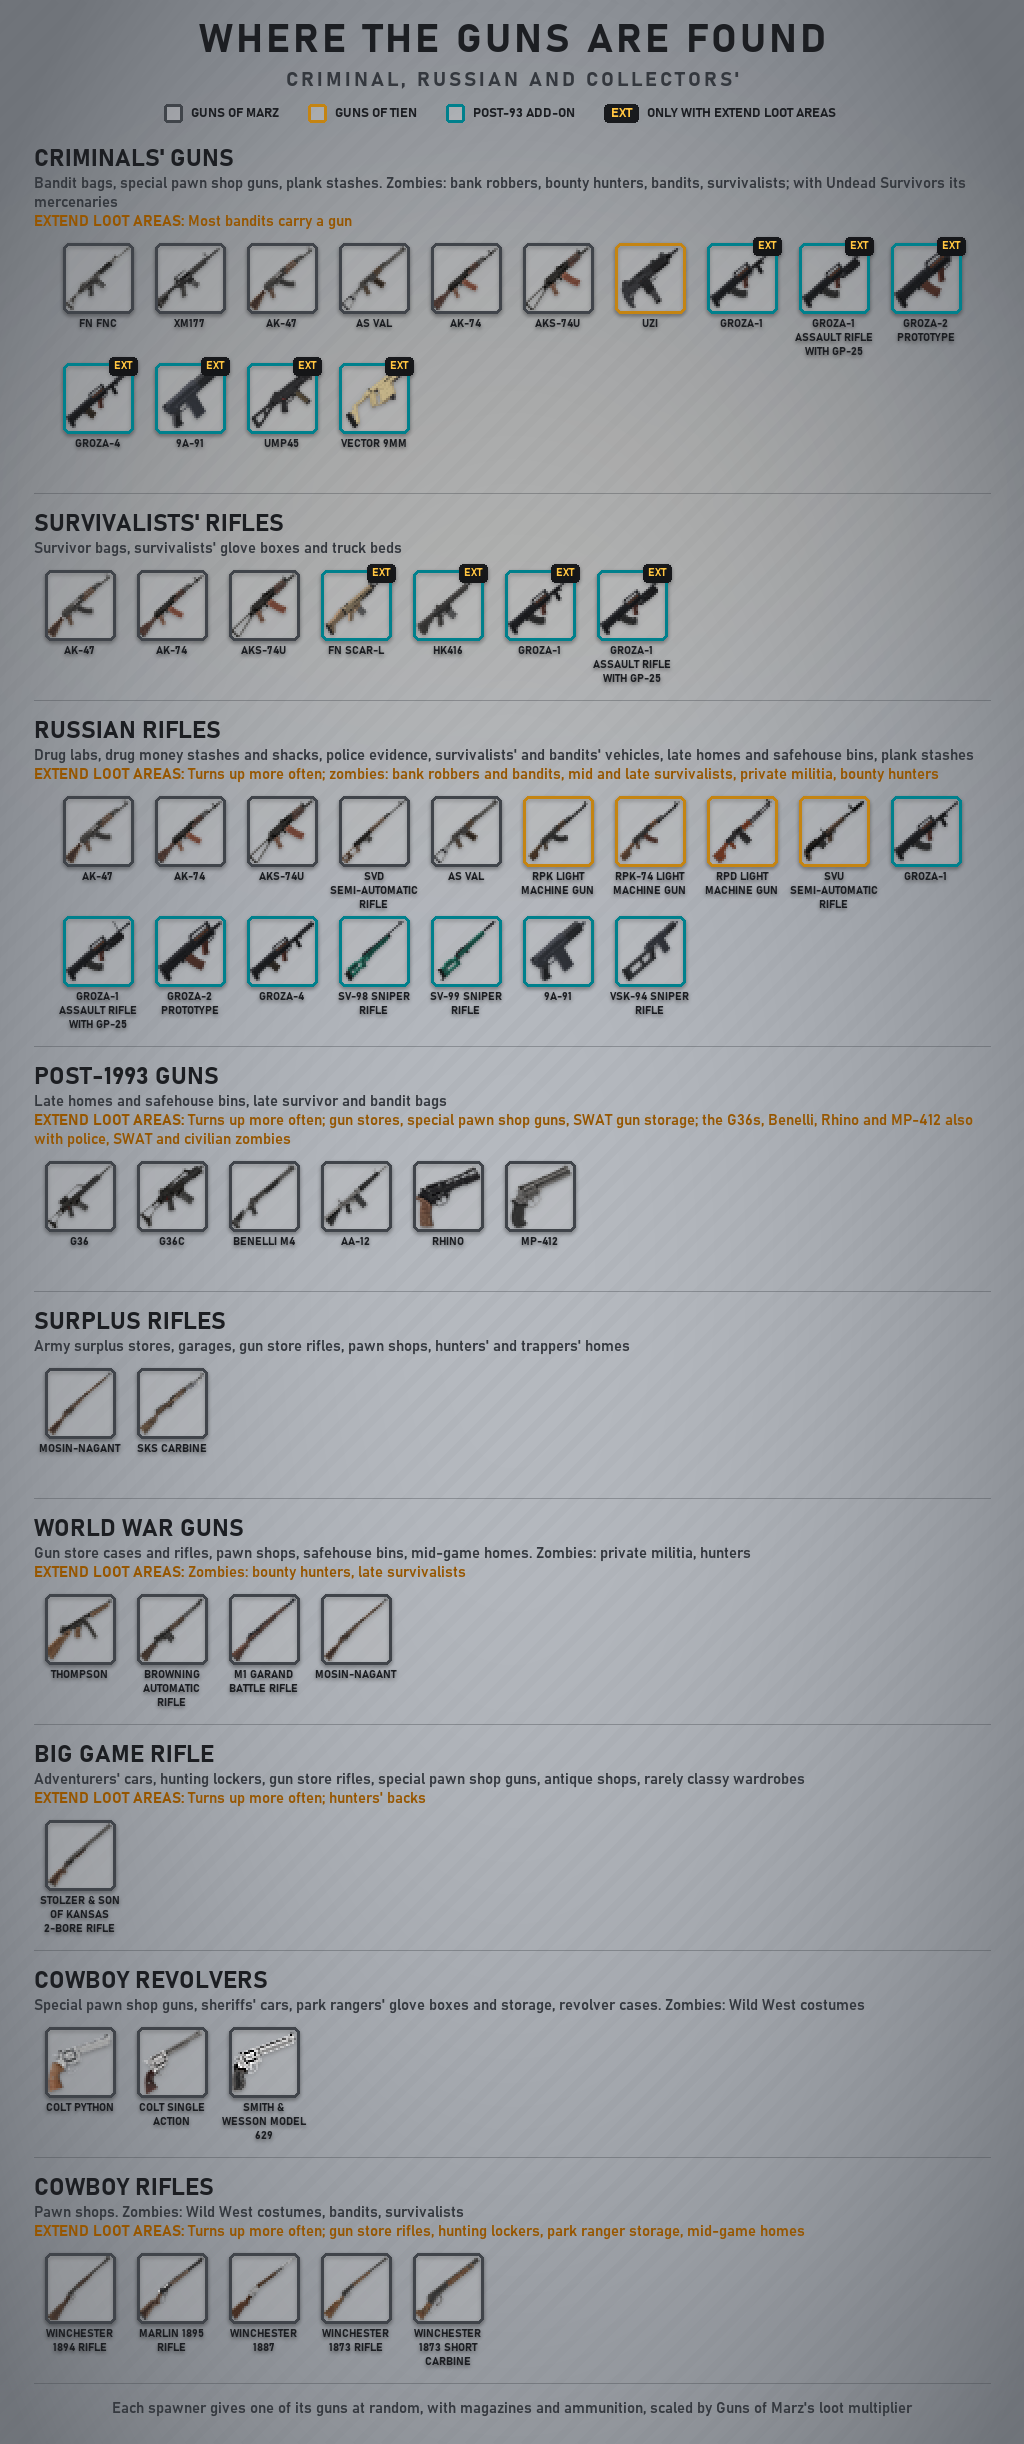 WHERE THE GUNS ARE FOUND
CRIMINAL, RUSSIAN AND COLLECTORS'
GUNS OF MARZ GUNS OF TIEN POST-93 ADD-ON EXT ONLY WITH EXTEND LOOT AREAS
CRIMINALS' GUNS
Bandit bags, special pawn shop guns, plank stashes. Zombies: bank robbers, bounty hunters, bandits, survivalists; with Undead Survivors its
mercenaries
EXTEND LOOT AREAS: Most bandits carry a gun
EXT EXT EXT
FN FNC XM177 AK-47 AS VAL AK-74 AKS-74U UZI GROZA-1 GROZA-1 GROZA-2
ASSAULT RIFLE PROTOTYPE
WITH GP-25
EXT EXT EXT EXT
GROZA-4 9A-91 UMP45 VECTOR 9MM
SURVIVALISTS' RIFLES
Survivor bags, survivalists' glove boxes and truck beds
EXT EXT EXT EXT
AK-47 AK-74 AKS-74U FN SCAR-L HK416 GROZA-1 GROZA-1
ASSAULT RIFLE
WITH GP-25
RUSSIAN RIFLES
Drug labs, drug money stashes and shacks, police evidence, survivalists' and bandits' vehicles, late homes and safehouse bins, plank stashes
EXTEND LOOT AREAS: Turns up more often; zombies: bank robbers and bandits, mid and late survivalists, private militia, bounty hunters
AK-47 AK-74 AKS-74U SVD AS VAL RPK LIGHT RPK-74 LIGHT RPD LIGHT SVU GROZA-1
SEMI-AUTOMATIC MACHINE GUN MACHINE GUN MACHINE GUN SEMI-AUTOMATIC
RIFLE RIFLE
GROZA-1 GROZA-2 GROZA-4 SV-98 SNIPER SV-99 SNIPER 9A-91 VSK-94 SNIPER
ASSAULT RIFLE PROTOTYPE RIFLE RIFLE RIFLE
WITH GP-25
POST-1993 GUNS
Late homes and safehouse bins, late survivor and bandit bags
EXTEND LOOT AREAS: Turns up more often; gun stores, special pawn shop guns, SWAT gun storage; the G36s, Benelli, Rhino and MP-412 also
with police, SWAT and civilian zombies
G36 G36C BENELLI M4 AA-12 RHINO MP-412
SURPLUS RIFLES
Army surplus stores, garages, gun store rifles, pawn shops, hunters' and trappers' homes
MOSIN-NAGANT SKS CARBINE
WORLD WAR GUNS
Gun store cases and rifles, pawn shops, safehouse bins, mid-game homes. Zombies: private militia, hunters
EXTEND LOOT AREAS: Zombies: bounty hunters, late survivalists
THOMPSON BROWNING M1 GARAND MOSIN-NAGANT
AUTOMATIC BATTLE RIFLE
RIFLE
BIG GAME RIFLE
Adventurers' cars, hunting lockers, gun store rifles, special pawn shop guns, antique shops, rarely classy wardrobes
EXTEND LOOT AREAS: Turns up more often; hunters' backs
STOLZER & SON
OF KANSAS
2-BORE RIFLE
COWBOY REVOLVERS
Special pawn shop guns, sheriffs' cars, park rangers' glove boxes and storage, revolver cases. Zombies: Wild West costumes
COLT PYTHON COLT SINGLE SMITH &
ACTION WESSON MODEL
629
COWBOY RIFLES
Pawn shops. Zombies: Wild West costumes, bandits, survivalists
EXTEND LOOT AREAS: Turns up more often; gun store rifles, hunting lockers, park ranger storage, mid-game homes
WINCHESTER MARLIN 1895 WINCHESTER WINCHESTER WINCHESTER
1894 RIFLE RIFLE 1887 1873 RIFLE 1873 SHORT
CARBINE
Each spawner gives one of its guns at random, with magazines and ammunition, scaled by Guns of Marz's loot multiplier